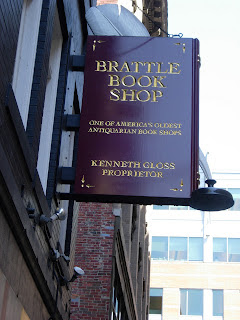 BRATTLE
BOOK
SHOP
ONE OF AMERICA'S OLDEST
ANTIQUARIAN BOOK SHOPS
KENNETH GLOSS
PROPRIETOR